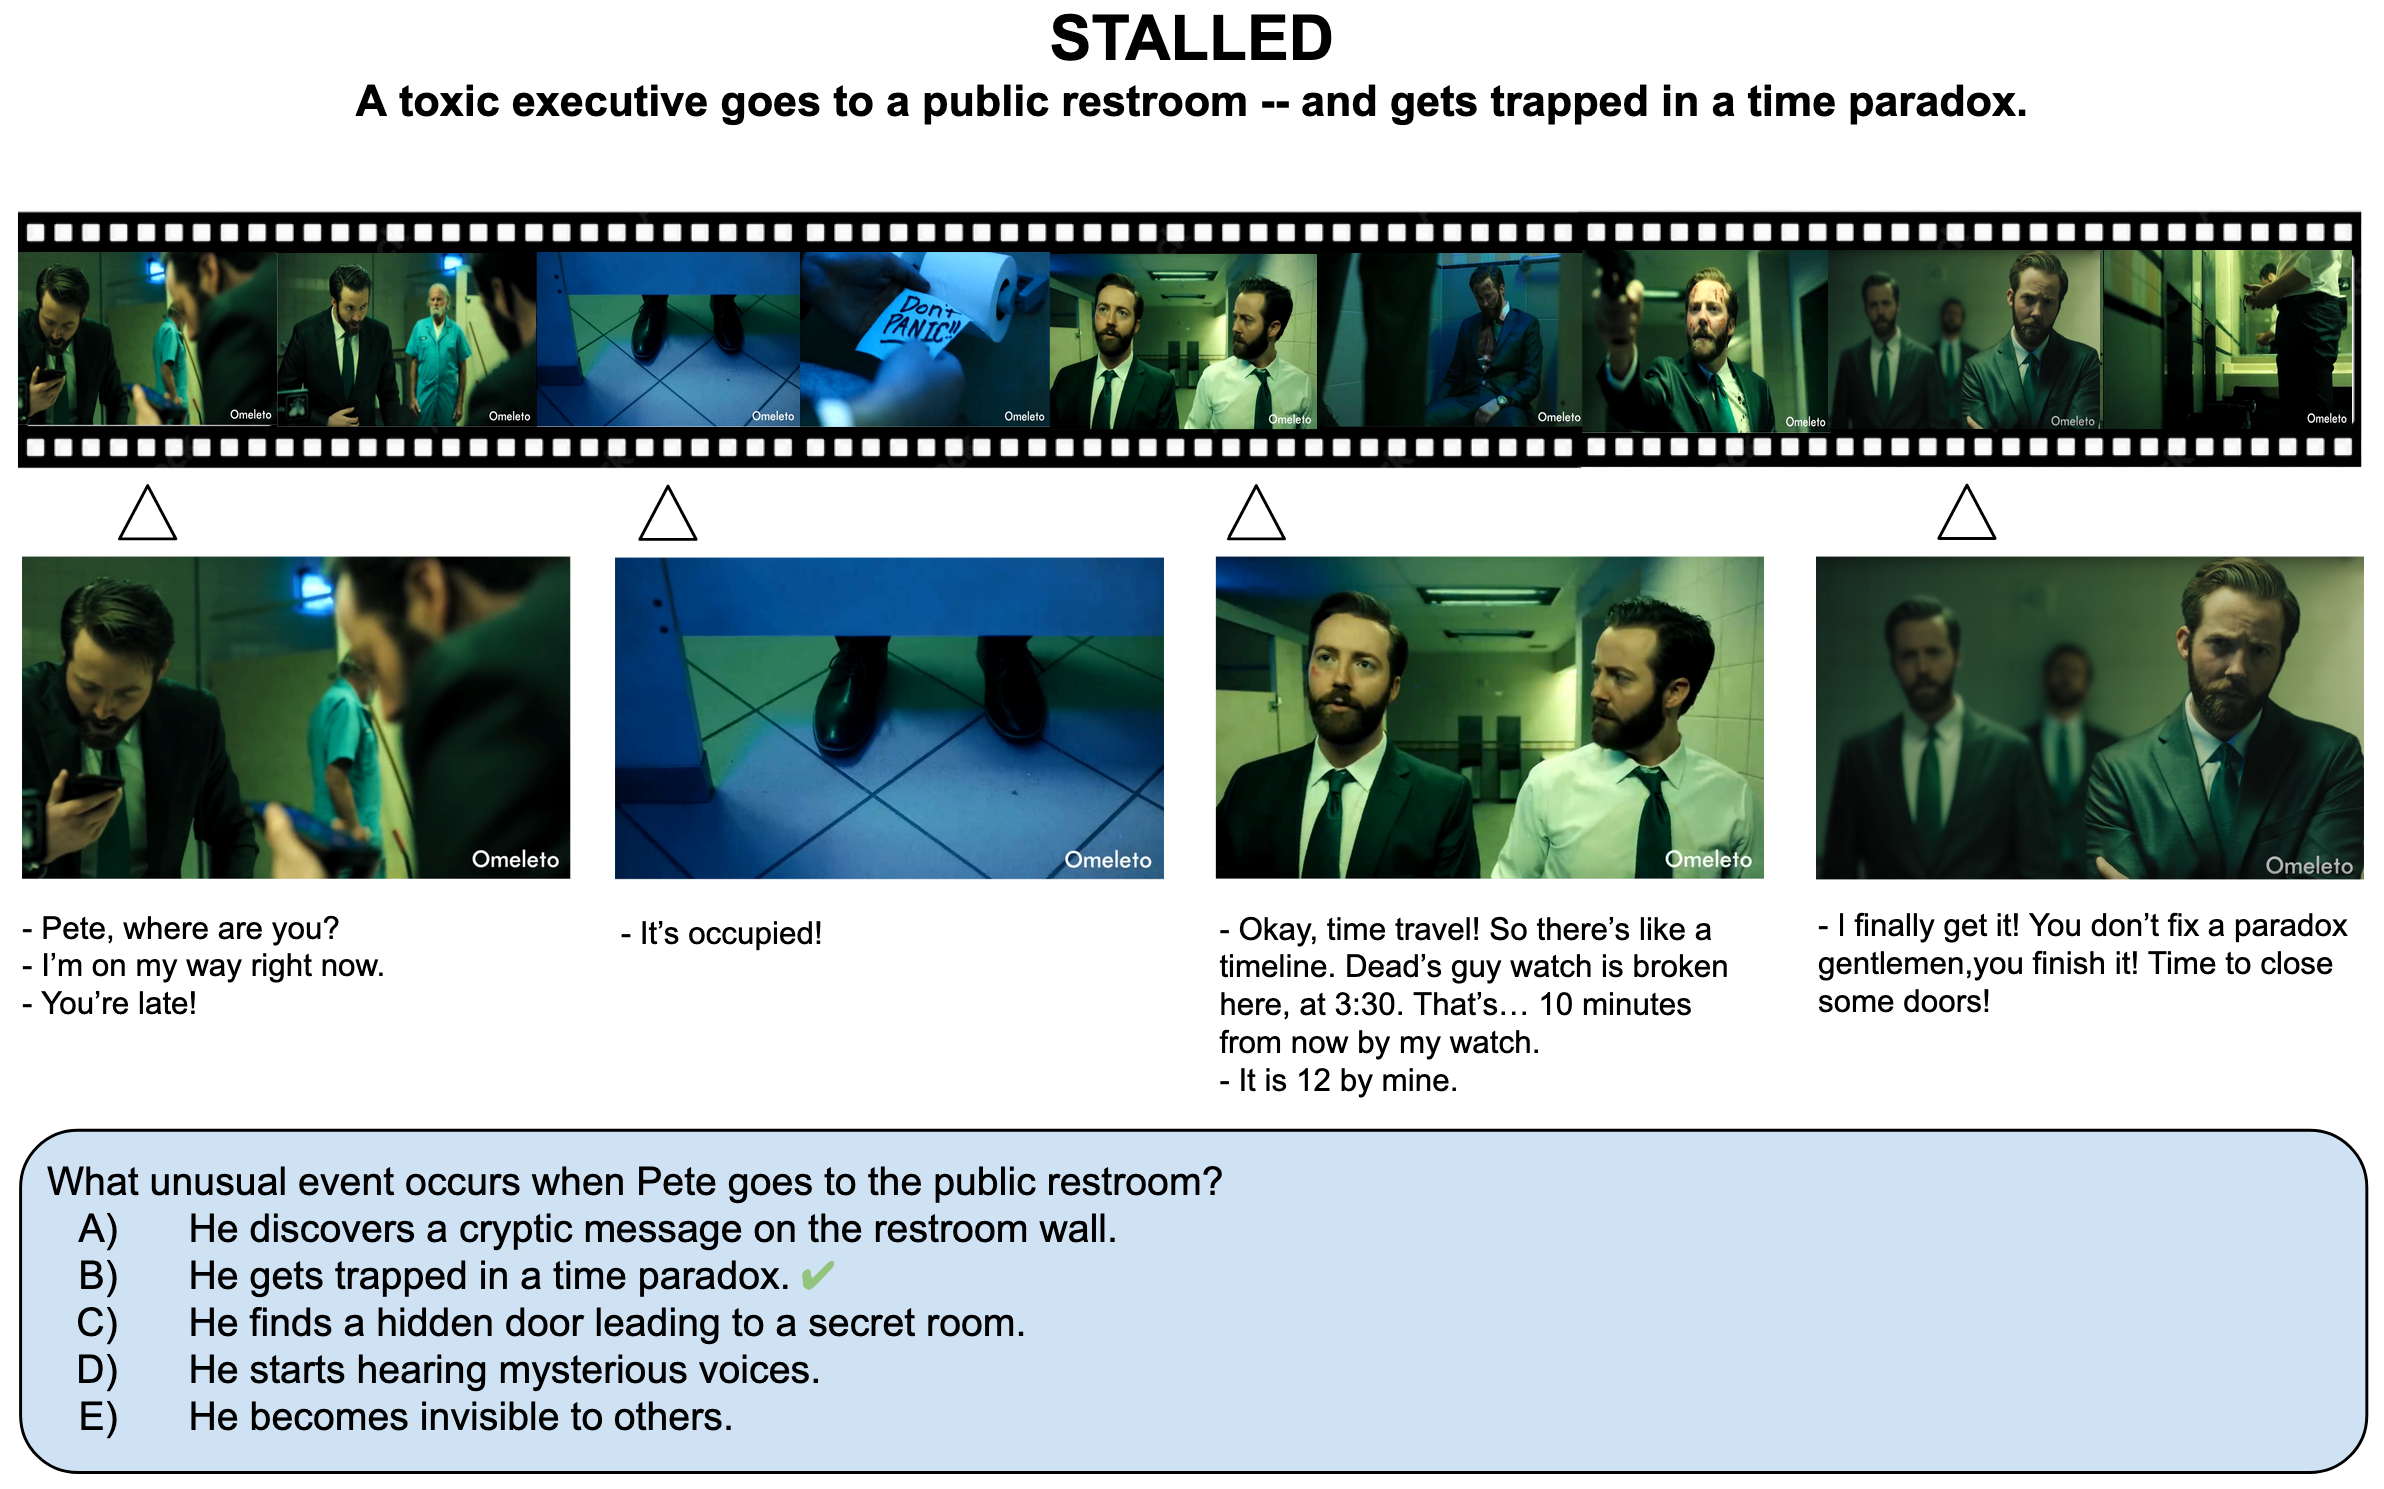 STALLED
A toxic executive goes to a public restroom -- and gets trapped in a time paradox.
Omeleto
Omeleto
Omeleto
Don't
PANIC!!
Omeleto
Omeleto
Omeleto
Omeleto
Omeleto
Omeleto
Omeleto
Omeleto
Omeleto
Omeleto
- Pete, where are you?
- I'm on my way right now.
- You're late!
- It's occupied!
- Okay, time travel! So there's like a
timeline. Dead's guy watch is broken
here, at 3:30. That's… 10 minutes
from now by my watch.
- It is 12 by mine.
- I finally get it! You don't fix a paradox
gentlemen,you finish it! Time to close
some doors!
What unusual event occurs when Pete goes to the public restroom?
A) He discovers a cryptic message on the restroom wall.
B) He gets trapped in a time paradox. ✔
C) He finds a hidden door leading to a secret room.
D) He starts hearing mysterious voices.
E) He becomes invisible to others.